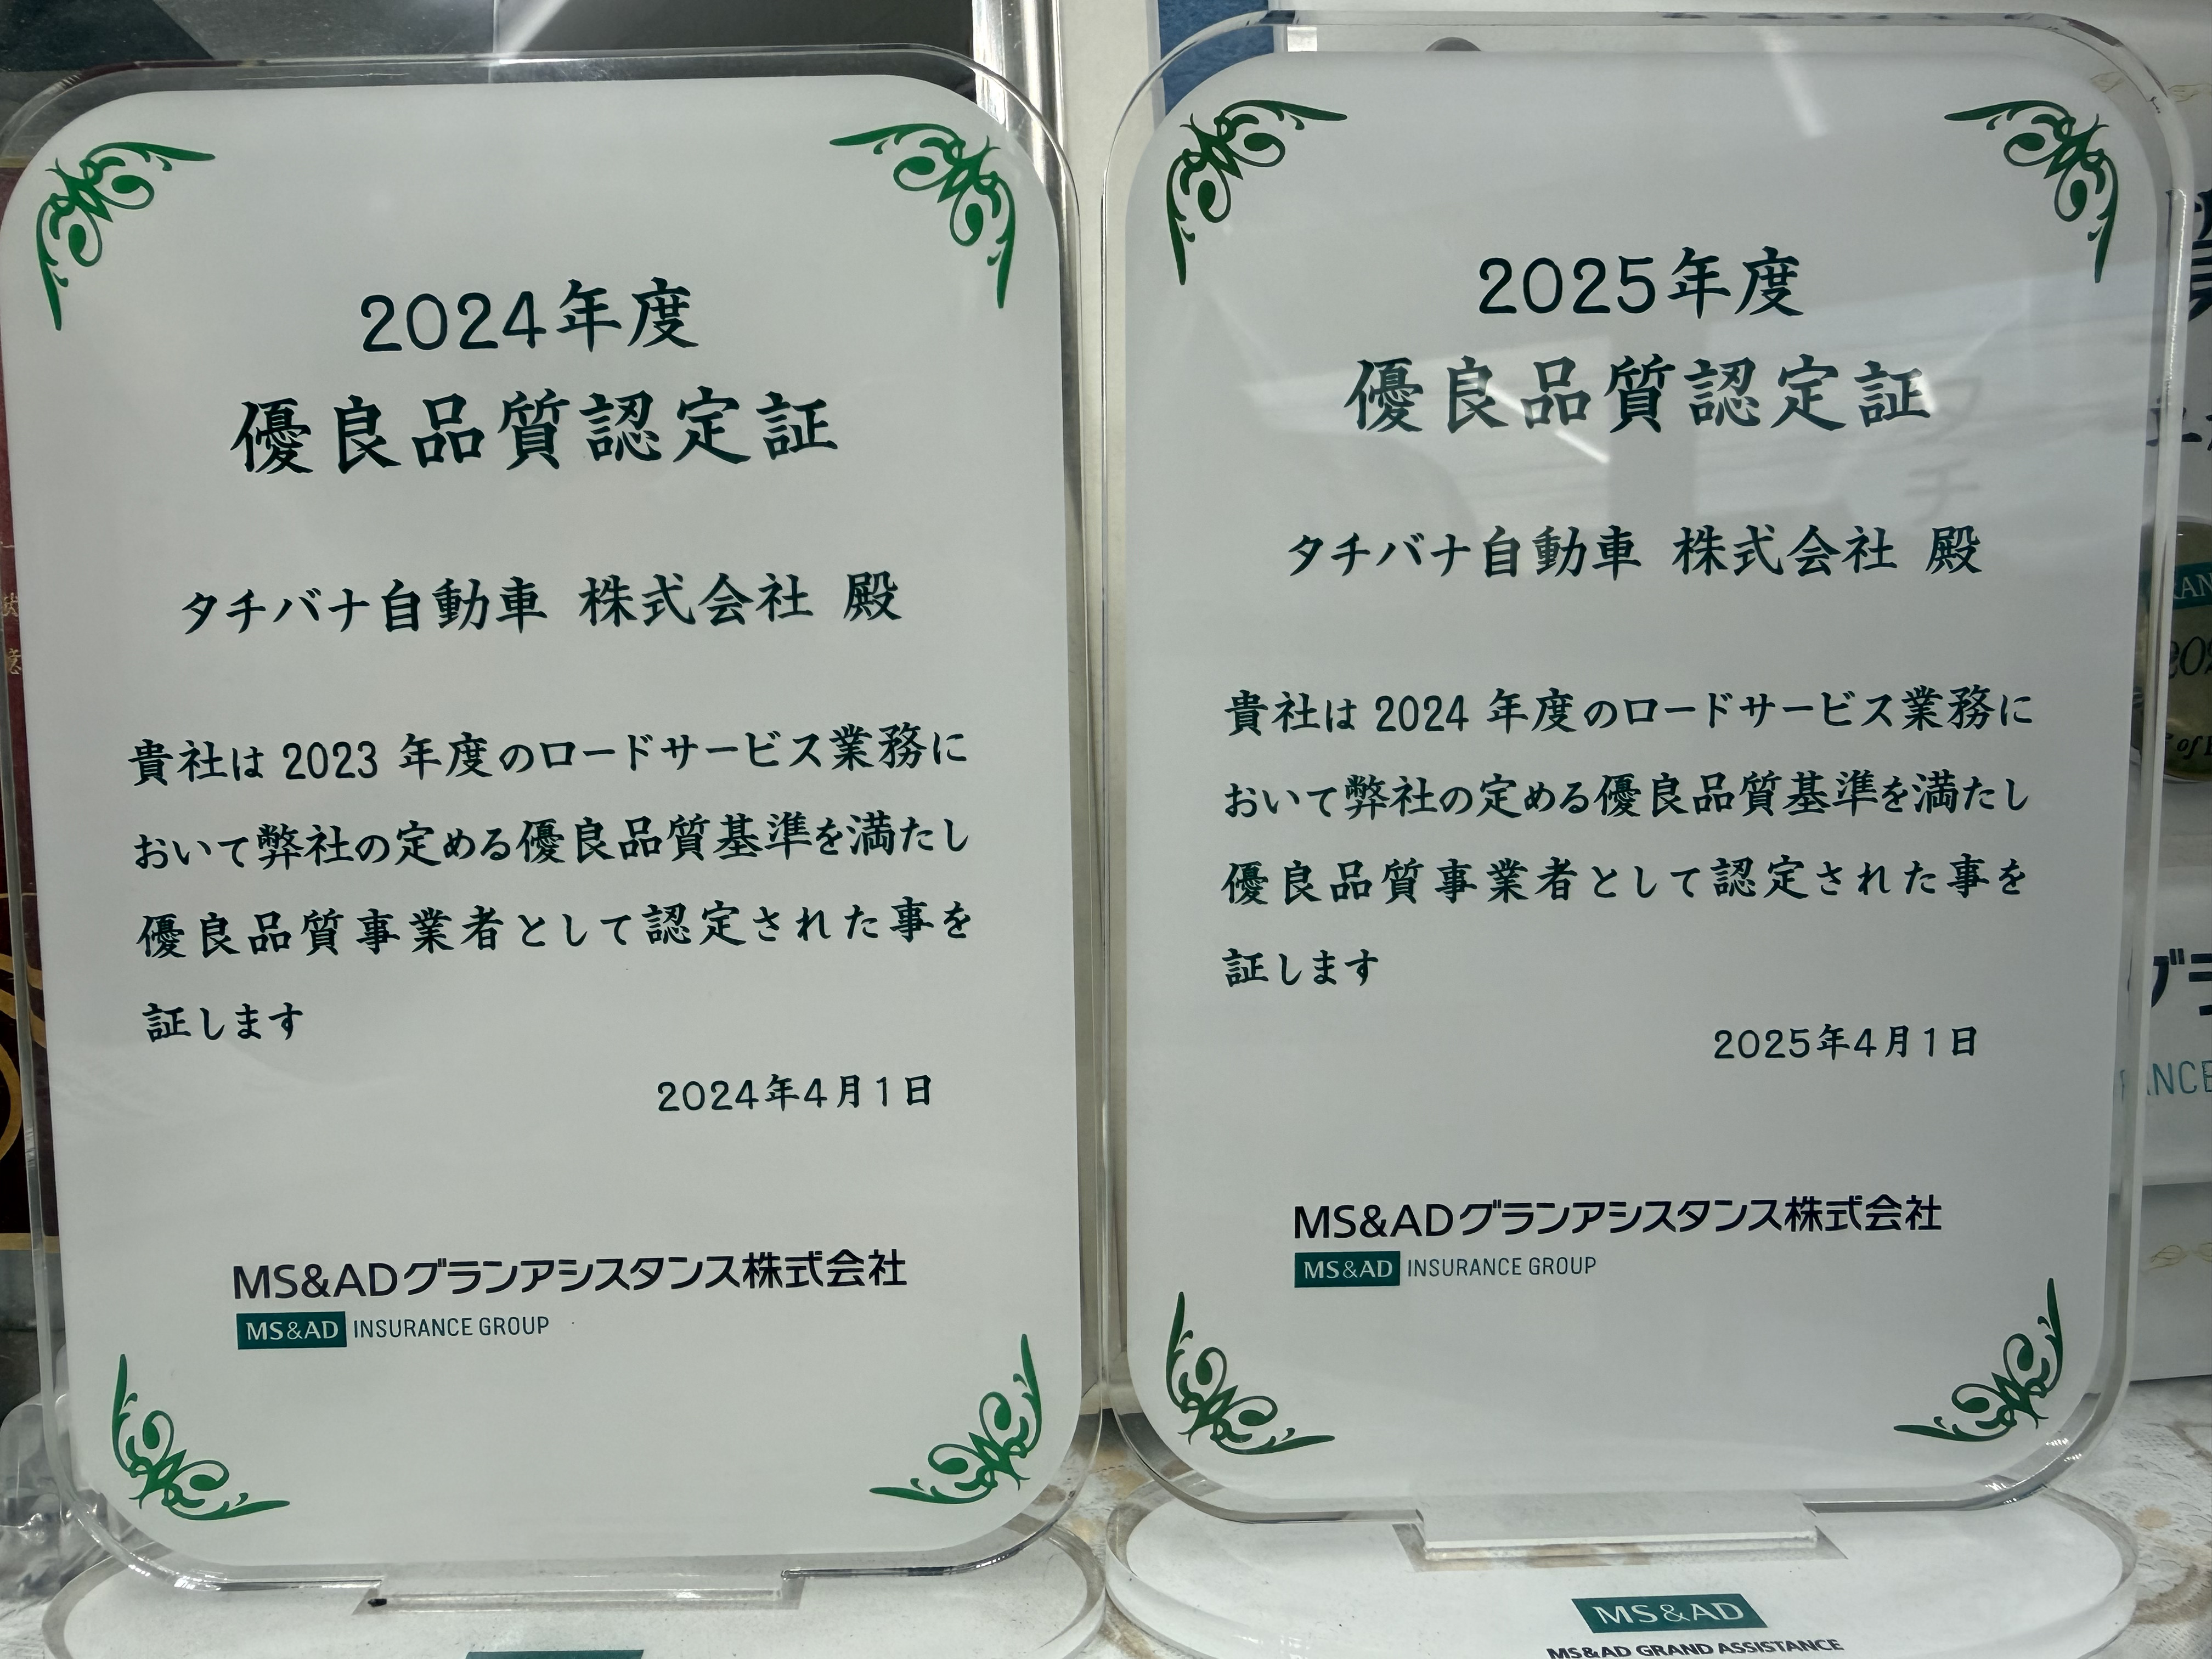 2024年度
優良品質認定証
タチバナ自動車 株式会社 殿
貴社は 2023 年度のロードサービス業務に
おいて弊社の定める優良品質基準を満たし
優良品質事業者として認定された事を
証します
2024年4月1日
MS&ADグランアシスタンス株式会社
MS&AD INSURANCE GROUP
2025年度
優良品質認定証
タチバナ自動車 株式会社 殿
貴社は 2024 年度のロードサービス業務に
おいて弊社の定める優良品質基準を満たし
優良品質事業者として認定された事を
証します
2025年4月1日
MS&ADグランアシスタンス株式会社
MS&AD INSURANCE GROUP
MS&AD
MS&AD GRAND ASSISTANCE